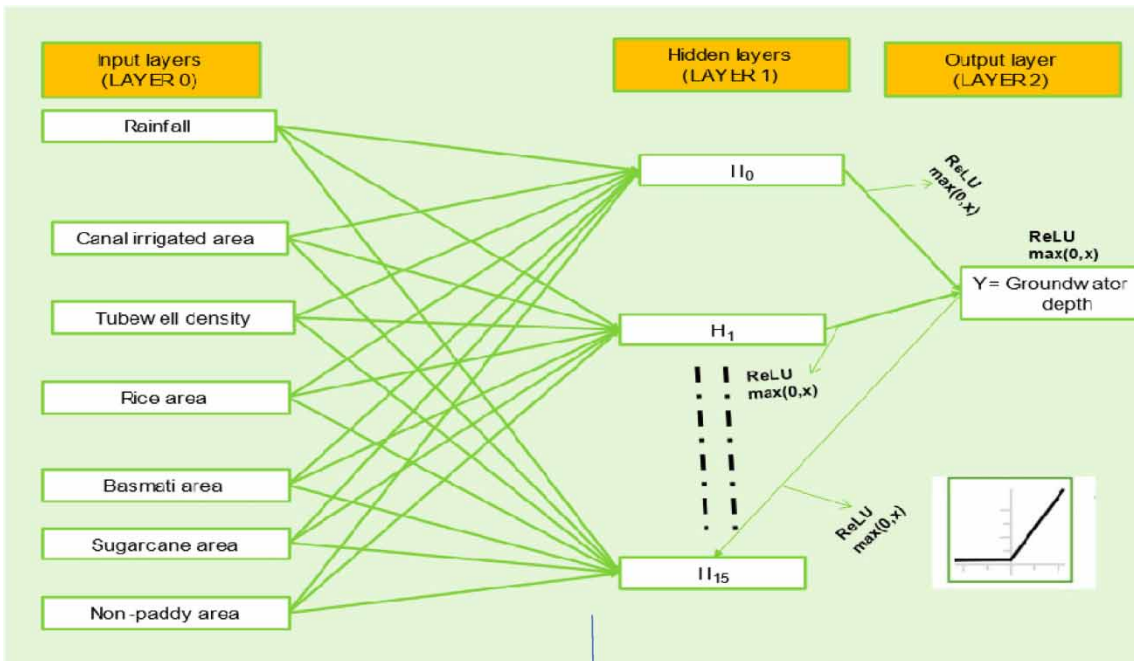 Input layers
(LAYER 0)
Hidden layers
(LAYER 1)
Output layer
(LAYER 2)
Rainfall
Canal irrigated area
Tubewell density
Rice area
Basmati area
Sugarcane area
Non-paddy area
H0
H1
H15
ReLU
max(0,x)
ReLU
max(0,x)
Y= Groundwater
depth
ReLU
max(0,x)
ReLU
max(0,x)